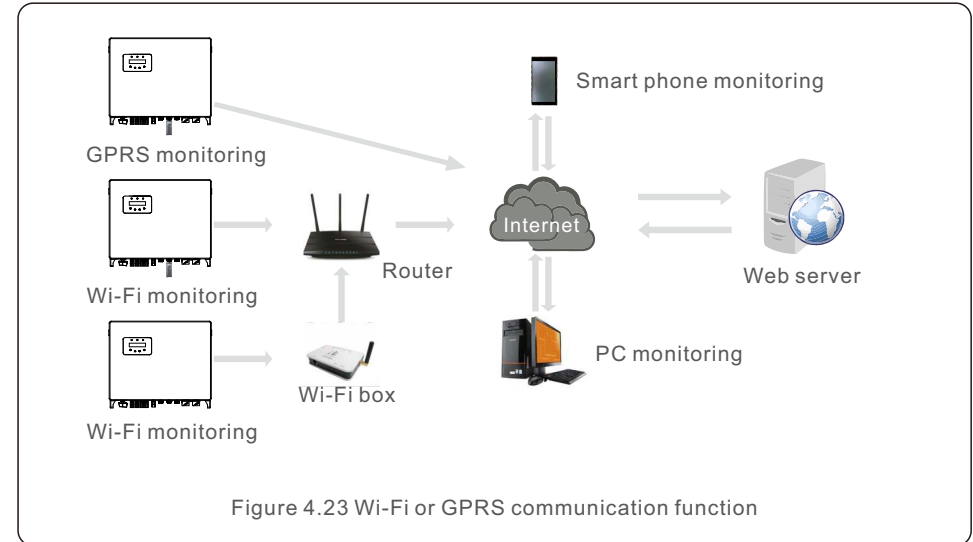 Smart phone monitoring
GPRS monitoring
Internet
Router
Web server
Wi-Fi monitoring
PC monitoring
Wi-Fi box
Wi-Fi monitoring
Figure 4.23 Wi-Fi or GPRS communication function